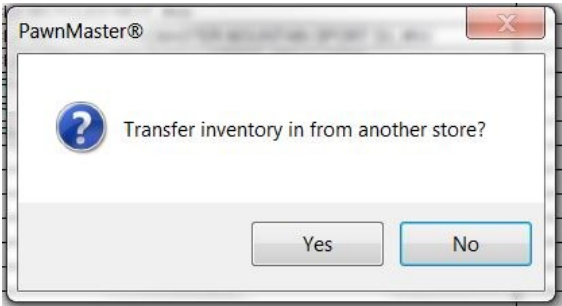 PawnMaster®
Transfer inventory in from another store?
Yes
No